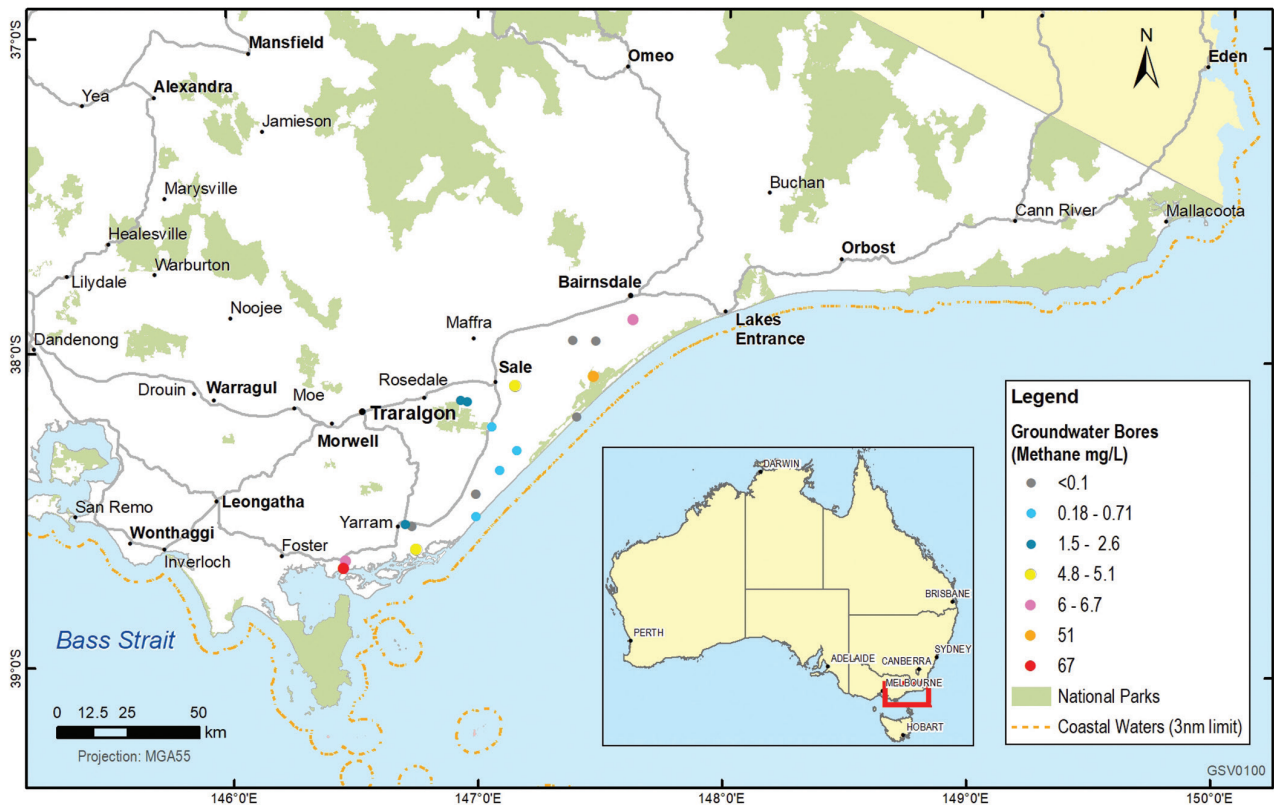 37°0'S
38°0'S
39°0'S
Mansfield
Omeo
Eden
N
Yea
Alexandra
Jamieson
Marysville
Buchan
Cann River
Mallacoota
Healesville
Warburton
Orbost
Lilydale
Bairnsdale
Noojee
Maffra
Lakes
Entrance
Dandenong
Sale
Drouin
Warragul
Moe
Rosedale
Traralgon
Morwell
San Remo
Leongatha
Yarram
Wonthaggi
Foster
Inverloch
Bass Strait
0 12.5 25 50
km
Projection: MGA55
DARWIN
BRISBANE
PERTH
SYDNEY
ADELAIDE
CANBERRA
MELBOURNE
HOBART
Legend
Groundwater Bores
(Methane mg/L)
<0.1
0.18 - 0.71
1.5 - 2.6
4.8 - 5.1
6 - 6.7
51
67
National Parks
Coastal Waters (3nm limit)
GSV0100
146°0'E
147°0'E
148°0'E
149°0'E
150°0'E